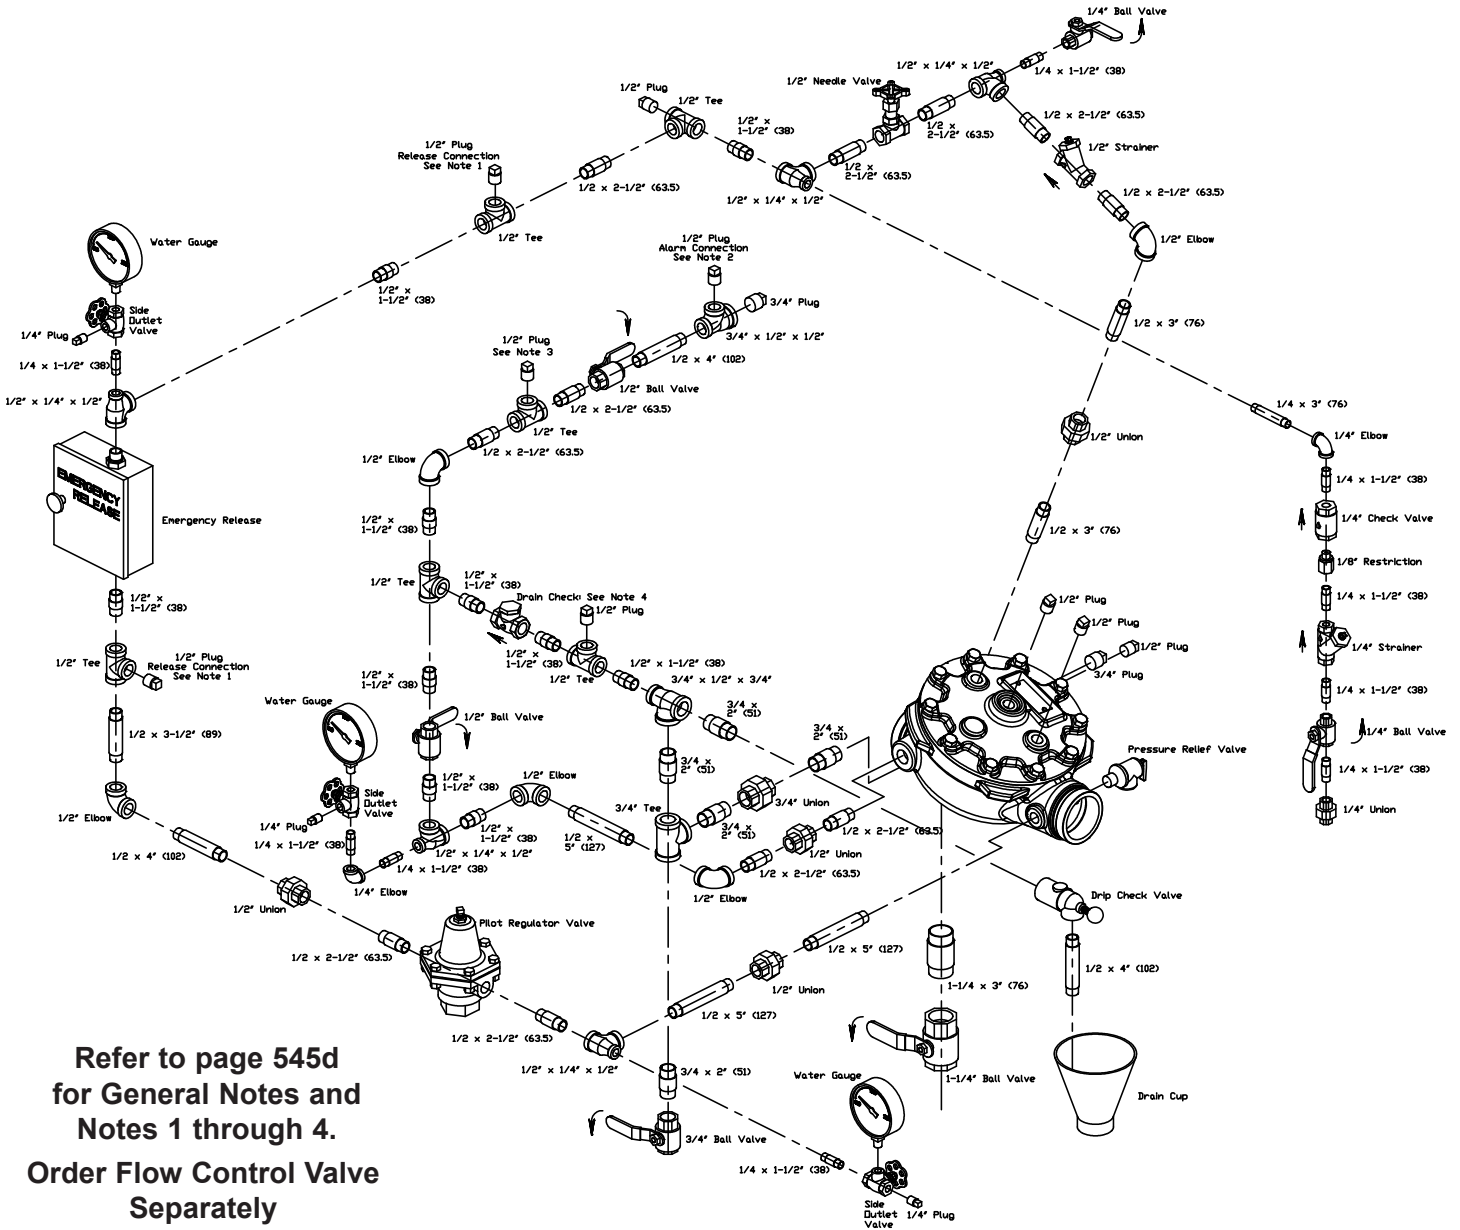 1/4" Ball Valve
1/2" x 1/4" x 1/2"
1/4 x 1-1/2" (38)
1/2" Needle Valve
1/2" Plug
1/2" Tee
1/2" x
1-1/2" (38)
1/2 x
2-1/2" (63.5)
1/2 x 2-1/2" (63.5)
1/2" Strainer
1/2" Plug
Release Connection
See Note 1
1/2 x
2-1/2" (63.5)
1/2 x 2-1/2" (63.5)
1/2 x 2-1/2" (63.5)
1/2" x 1/4" x 1/2"
1/2" Tee
1/2" Elbow
Water Gauge
1/2" Plug
Alarm Connection
See Note 2
1/2" x
1-1/2" (38)
3/4" Plug
Side
Outlet
Valve
1/4" Plug
1/2 x 3" (76)
1/2" Plug
See Note 3
3/4" x 1/2" x 1/2"
1/2 x 4" (102)
1/4 x 1-1/2" (38)
1/2" Ball Valve
1/2" x 1/4" x 1/2"
1/2 x 2-1/2" (63.5)
1/4 x 3" (76)
1/2" Tee
1/2" Union
1/4" Elbow
1/2 x 2-1/2" (63.5)
1/2" Elbow
1/4 x 1-1/2" (38)
EMERGENCY
RELEASE
Emergency Release
1/2" x
1-1/2" (38)
1/2 x 3" (76)
1/4" Check Valve
1/8" Restriction
1/2" Tee
1/2" x
1-1/2" (38)
Drain Check: See Note 4
1/2" Plug
1/2" x
1-1/2" (38)
1/4 x 1-1/2" (38)
1/2" Plug
1/2" Plug
1/2" x
1-1/2" (38)
1/2" Plug
3/4" Plug
1/4" Strainer
1/2" Tee
1/2" Plug
Release Connection
See Note 1
1/2" x 1-1/2" (38)
1/2" Tee
3/4" x 1/2" x 3/4"
1/2" x
1-1/2" (38)
1/4 x 1-1/2" (38)
Water Gauge
1/2" Ball Valve
3/4 x
2" (51)
3/4 x
2" (51)
1/4" Ball Valve
1/2 x 3-1/2" (89)
Pressure Relief Valve
3/4 x
2" (51)
1/4 x 1-1/2" (38)
1/2" x
1-1/2" (38)
1/2" Elbow
Side
Outlet
Valve
3/4" Tee
3/4" Union
1/4" Union
1/2" Elbow
1/4" Plug
1/2" x
1-1/2" (38)
1/2 x
5" (127)
3/4 x
2" (51)
1/2 x 2-1/2" (63.5)
1/4 x 1-1/2" (38)
1/2" x 1/4" x 1/2"
1/2" Union
1/2 x 4" (102)
1/4 x 1-1/2" (38)
1/2 x 2-1/2" (63.5)
1/4" Elbow
1/2" Elbow
Drip Check Valve
1/2" Union
Pilot Regulator Valve
1/2 x 5" (127)
1/2 x 2-1/2" (63.5)
1/2" Union
1/2 x 4" (102)
1-1/4 x 3" (76)
1/2 x 5" (127)
1/2 x 2-1/2" (63.5)
1/2" x 1/4" x 1/2"
3/4 x 2" (51)
Water Gauge
1-1/4" Ball Valve
Drain Cup
3/4" Ball Valve
1/4 x 1-1/2" (38)
Side
Outlet
Valve
1/4" Plug
Refer to page 545d
for General Notes and
Notes 1 through 4.
Order Flow Control Valve
Separately